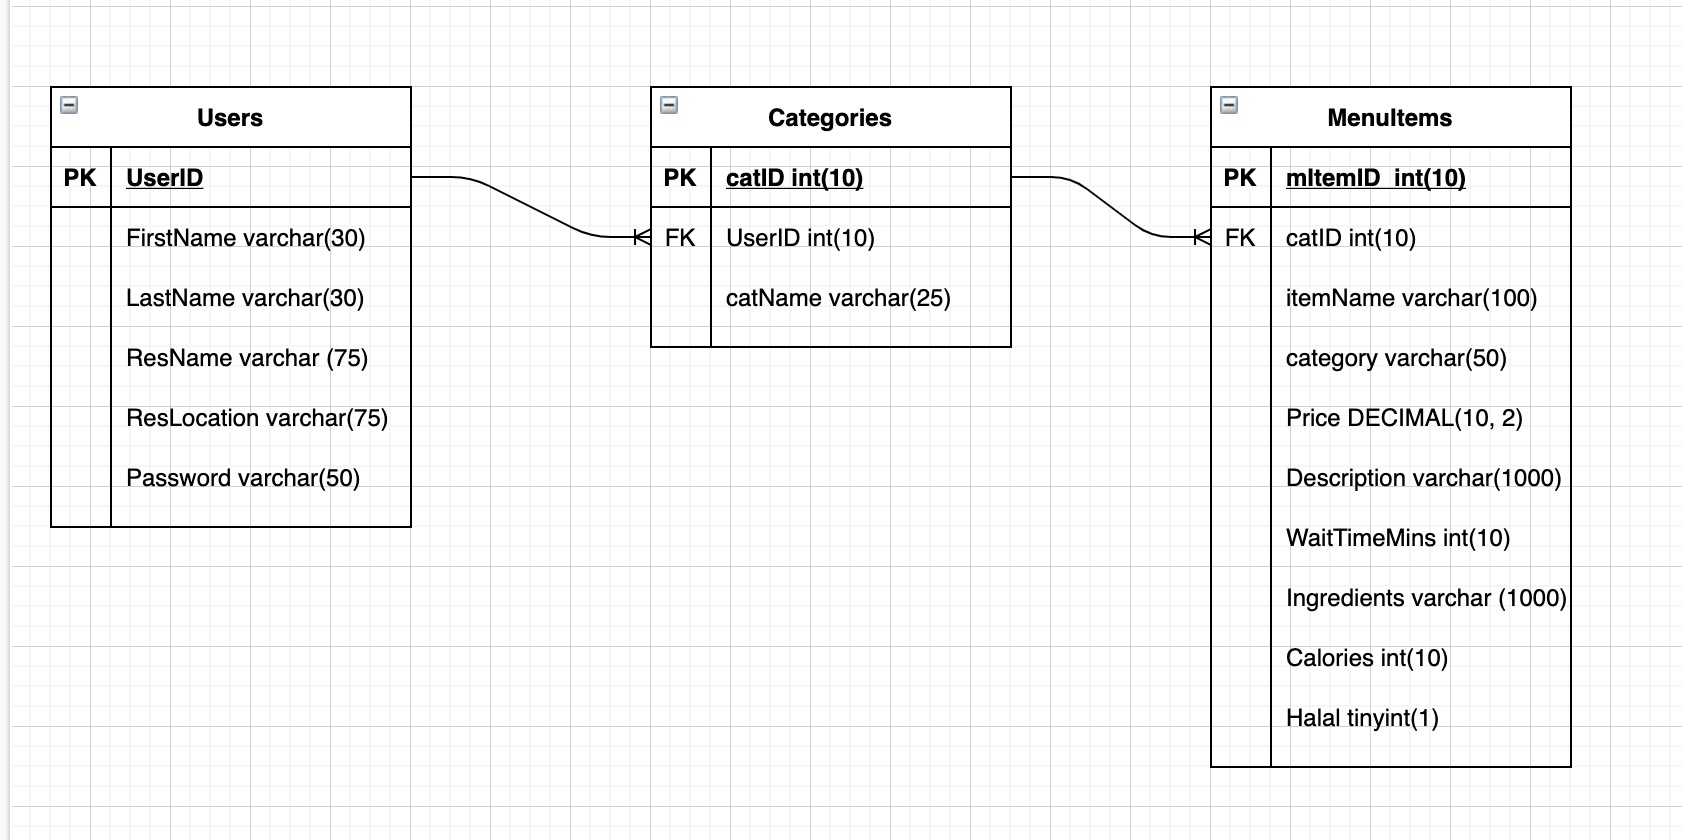 Users
PK UserID
FirstName varchar(30)
LastName varchar(30)
ResName varchar (75)
ResLocation varchar(75)
Password varchar(50)
Categories
PK catID int(10)
FK UserID int(10)
catName varchar(25)
MenuItems
PK mItemID int(10)
FK catID int(10)
itemName varchar(100)
category varchar(50)
Price DECIMAL(10, 2)
Description varchar(1000)
WaitTimeMins int(10)
Ingredients varchar (1000)
Calories int(10)
Halal tinyint(1)